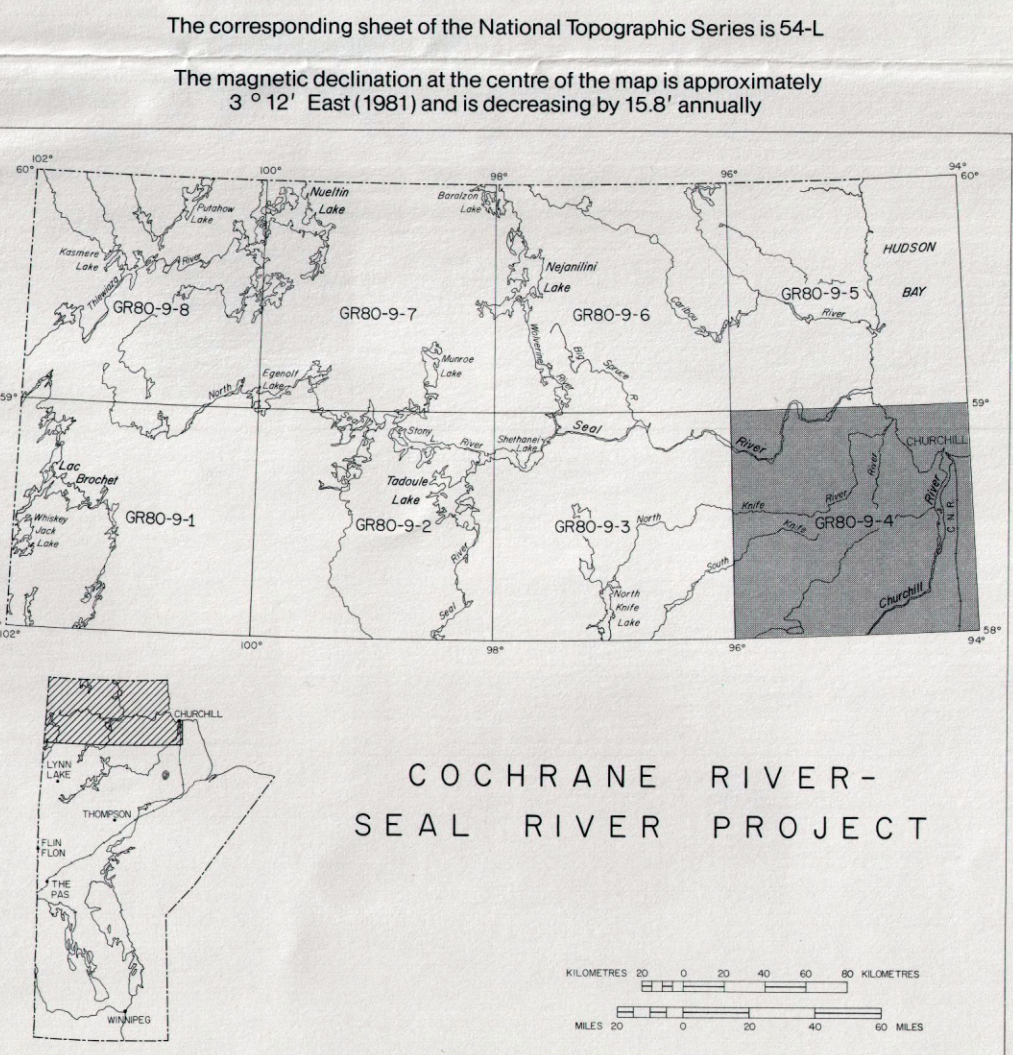 The corresponding sheet of the National Topographic Series is 54-L
The magnetic declination at the centre of the map is approximately
3 ° 12′ East (1981) and is decreasing by 15.8′ annually
102°
60°
100°
98°
96°
94°
60°
Putahow
Lake
Nueltin
Lake
Baralzon
Lake
Kasmere
Lake
River
Nejanilini
Lake
HUDSON
BAY
GR80-9-8
GR80-9-7
GR80-9-6
GR80-9-5
Caribou
River
Wolverine
River
Big
Spruce
R.
Munroe
Lake
Egenolf
Lake
North
59°
59°
Seal
Stony
L.
River
Shethanei
Lake
Seal
River
CHURCHILL
Lac
Brochet
Tadoule
Lake
River
River
River
C.N.R.
Whiskey
Jack
Lake
GR80-9-1
GR80-9-2
GR80-9-3
North
Knife
Knife
GR80-9-4
River
South
Seal
North
Knife
Lake
Churchill
102°
100°
98°
96°
94°
58°
CHURCHILL
LYNN
LAKE
THOMPSON
FLIN
FLON
THE
PAS
WINNIPEG
COCHRANE RIVER-
SEAL RIVER PROJECT
KILOMETRES 20 0 20 40 60 80 KILOMETRES
MILES 20 0 20 40 60 MILES